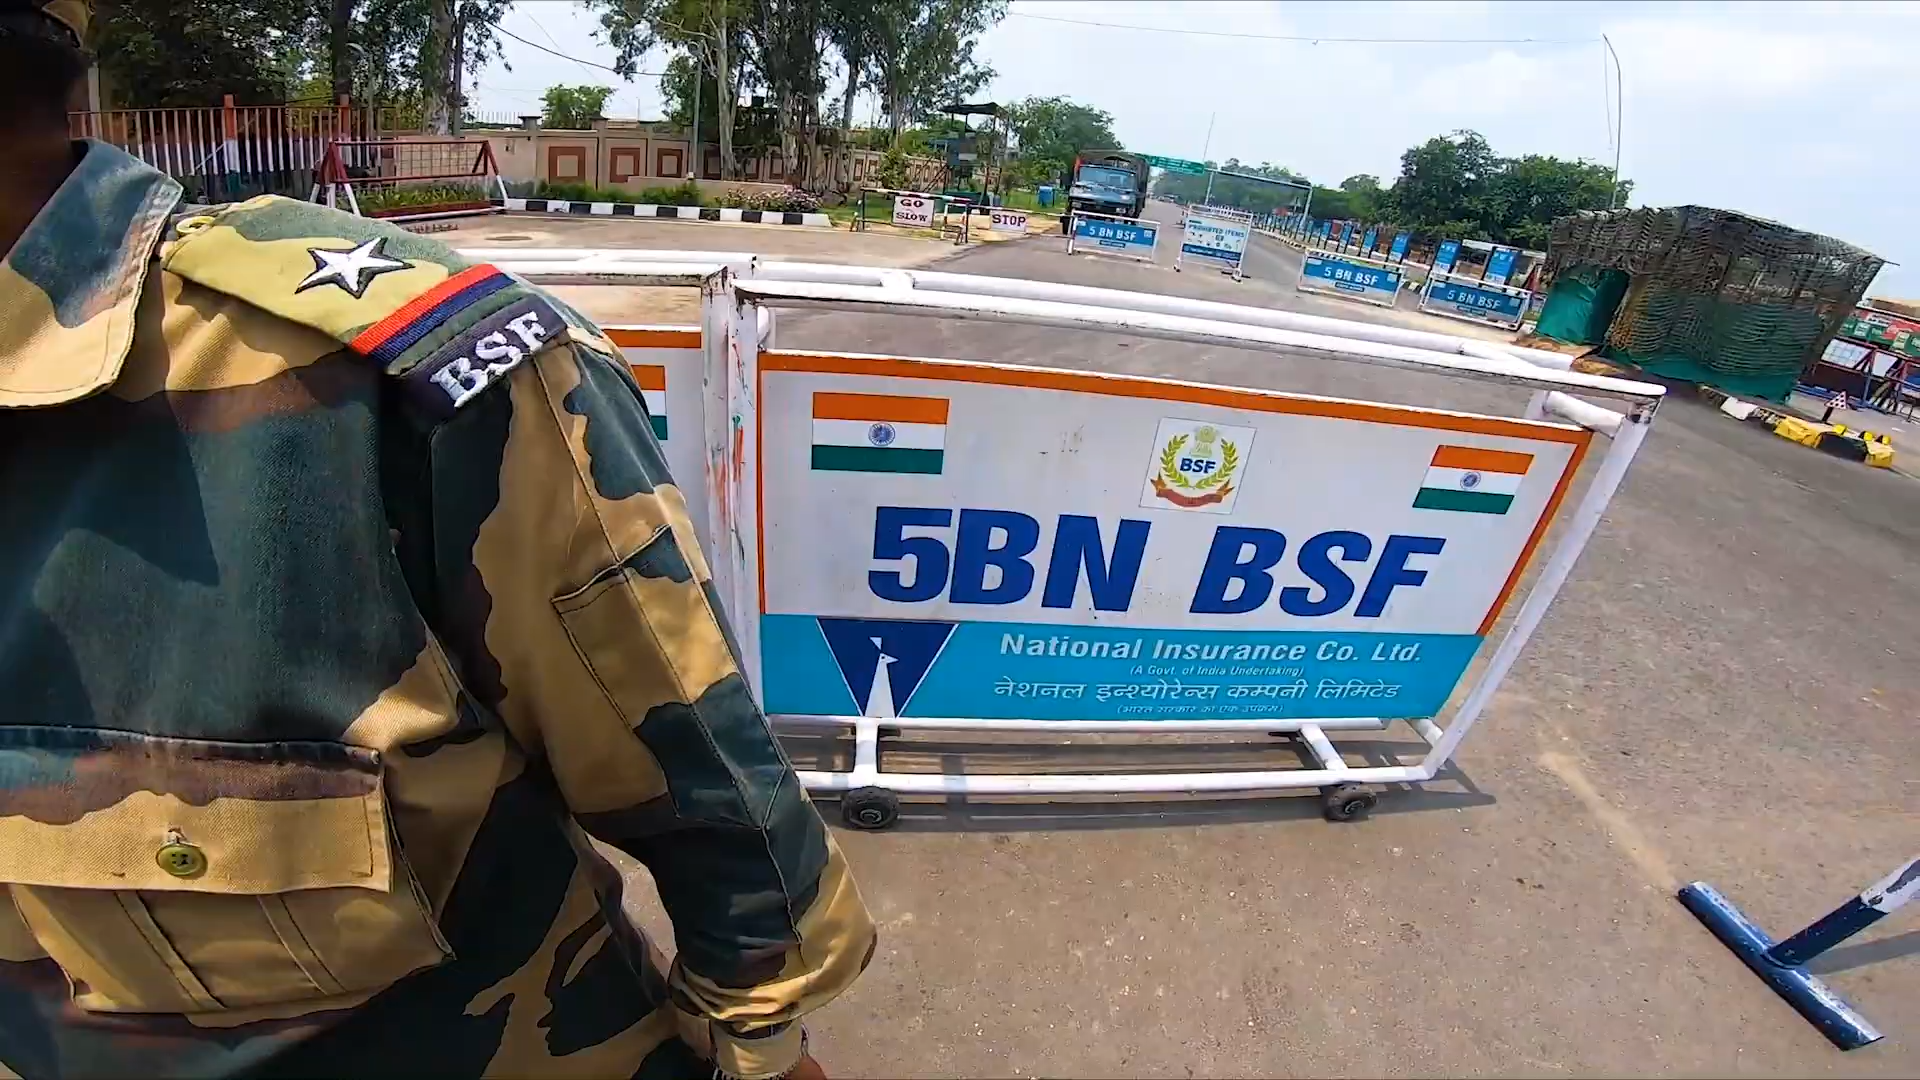 GO
SLOW
STOP
5 BN BSF
PROHIBITED ITEMS
5 BN BSF
5 BN BSF
BSF
BSF
5BN BSF
National Insurance Co. Ltd.
(A Govt. of India Undertaking)
नेशनल इन्श्योरेन्स कम्पनी लिमिटेड
(भारत सरकार का एक उपक्रम)